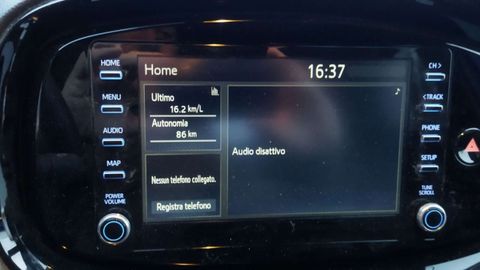 HOME
MENU
AUDIO
MAP
POWER
VOLUME
Home
16:37
Ultimo
16.2 km/L
Autonomia
86 km
Nessun telefono collegato.
Registra telefono
Audio disattivo
CH >
< TRACK
PHONE
SETUP
TUNE
SCROLL